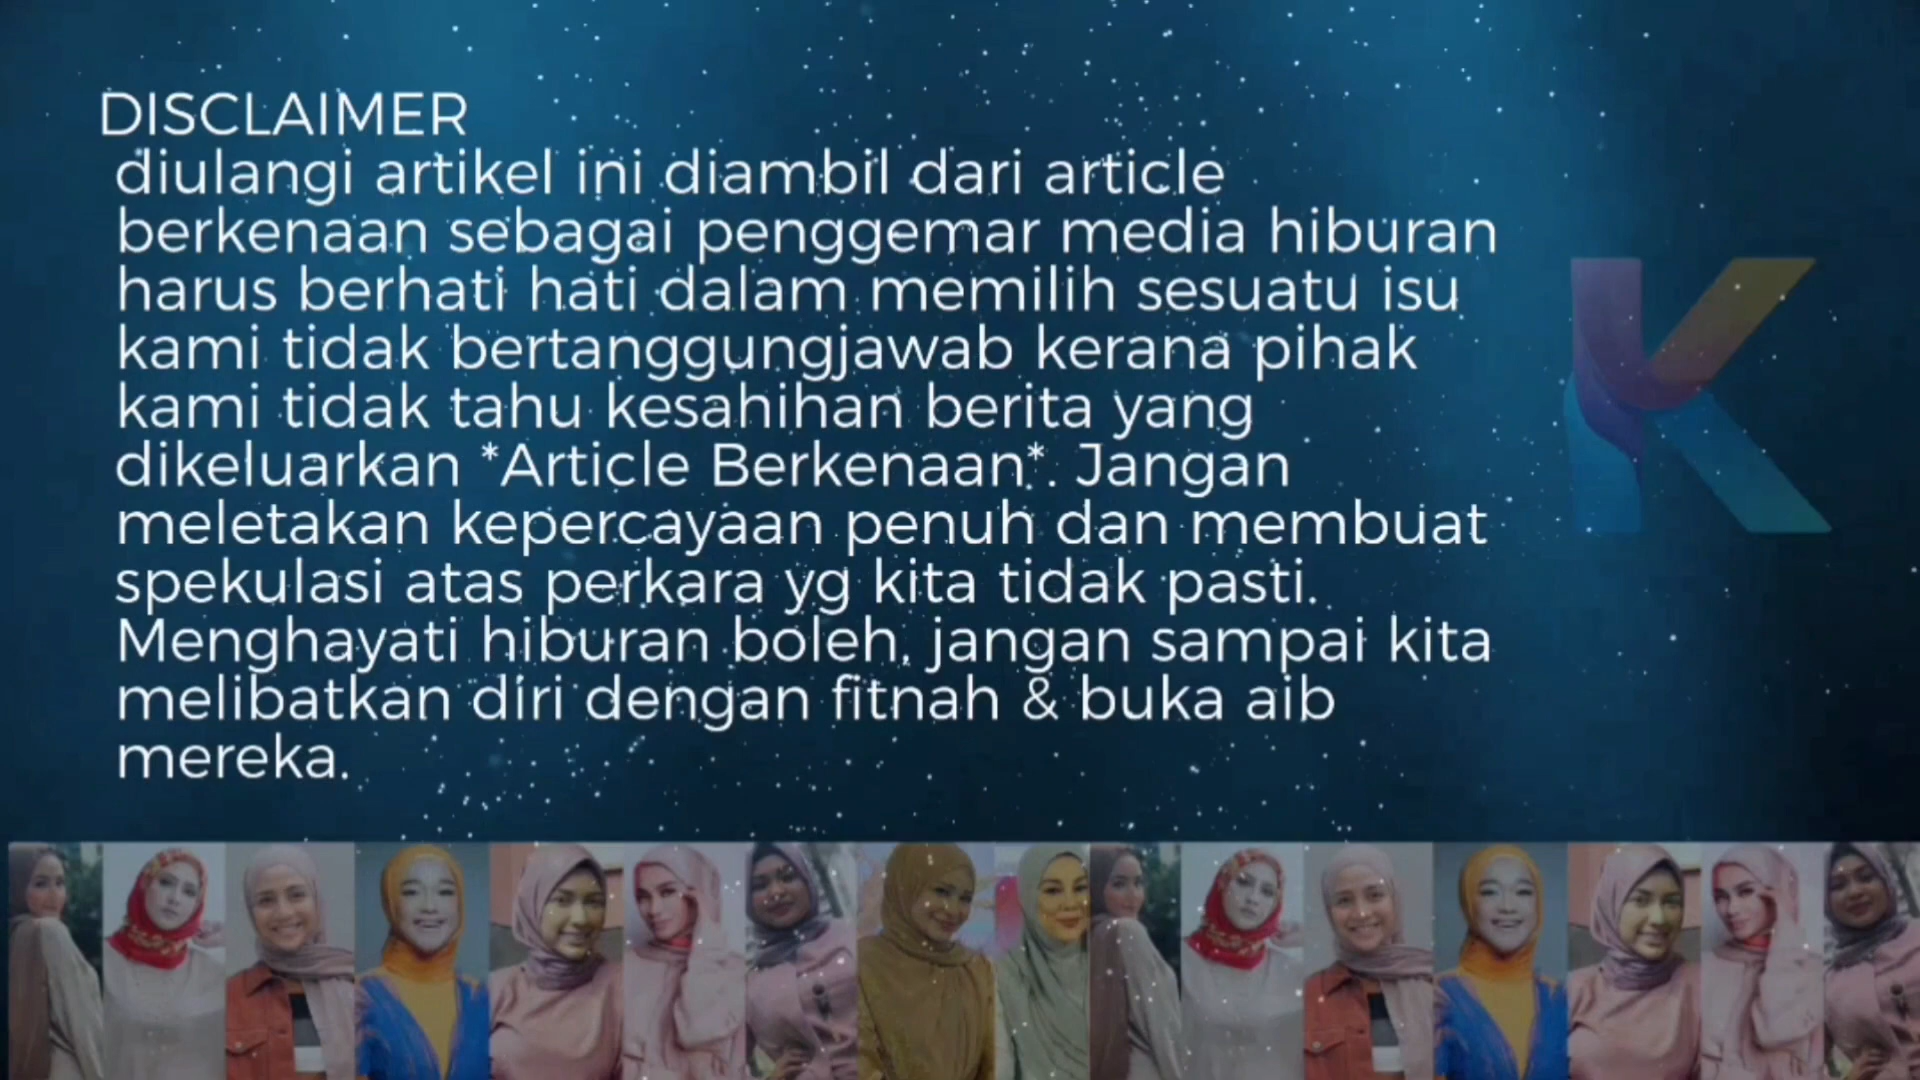 DISCLAIMER
diulangi artikel ini diambil dari article
berkenaan sebagai penggemar media hiburan
harus berhati hati dalam memilih sesuatu isu
kami tidak bertanggungjawab kerana pihak
kami tidak tahu kesahihan berita yang
dikeluarkan *Article Berkenaan*. Jangan
meletakan kepercayaan penuh dan membuat
spekulasi atas perkara yg kita tidak pasti.
Menghayati hiburan boleh, jangan sampai kita
melibatkan diri dengan fitnah & buka aib
mereka.
K